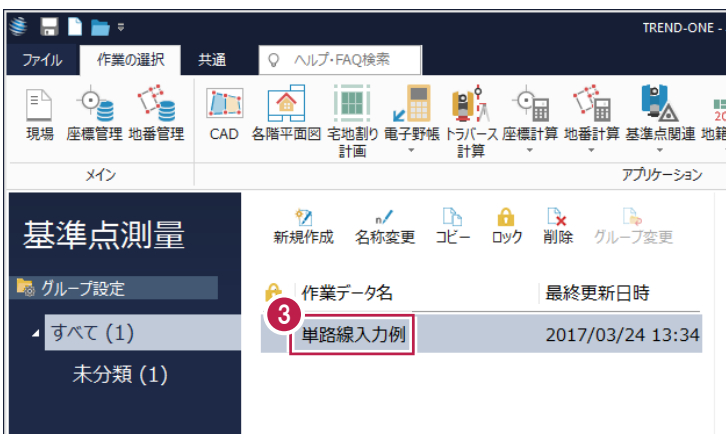 TREND-ONE -
ファイル 作業の選択 共通 ヘルプ・FAQ検索
現場 座標管理 地番管理 CAD 各階平面図 宅地割り計画 電子野帳 トラバース計算 座標計算 地番計算 基準点関連 地籍
メイン アプリケーション
基準点測量
新規作成 名称変更 コピー ロック 削除 グループ変更
グループ設定
作業データ名 最終更新日時
3
すべて (1)
単路線入力例 2017/03/24 13:34
未分類 (1)